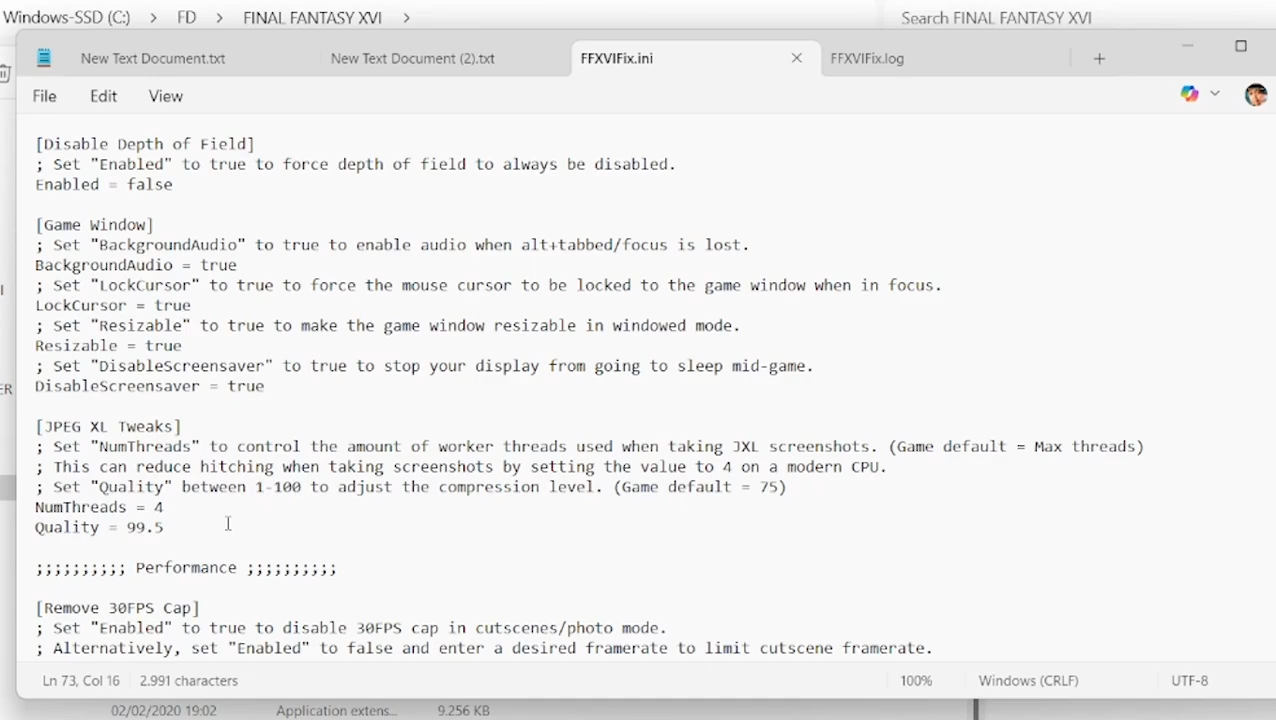 Windows-SSD (C:) > FD > FINAL FANTASY XVI >
Search FINAL FANTASY XVI
New Text Document.txt
New Text Document (2).txt
FFXVIFix.ini
FFXVIFix.log
File
Edit
View
[Disable Depth of Field]
; Set "Enabled" to true to force depth of field to always be disabled.
Enabled = false
[Game Window]
; Set "BackgroundAudio" to true to enable audio when alt+tabbed/focus is lost.
BackgroundAudio = true
; Set "LockCursor" to true to force the mouse cursor to be locked to the game window when in focus.
LockCursor = true
; Set "Resizable" to true to make the game window resizable in windowed mode.
Resizable = true
; Set "DisableScreensaver" to true to stop your display from going to sleep mid-game.
DisableScreensaver = true
[JPEG XL Tweaks]
; Set "NumThreads" to control the amount of worker threads used when taking JXL screenshots. (Game default = Max threads)
; This can reduce hitching when taking screenshots by setting the value to 4 on a modern CPU.
; Set "Quality" between 1-100 to adjust the compression level. (Game default = 75)
NumThreads = 4
Quality = 99.5
;;;;;;;;;; Performance ;;;;;;;;;;
[Remove 30FPS Cap]
; Set "Enabled" to true to disable 30FPS cap in cutscenes/photo mode.
; Alternatively, set "Enabled" to false and enter a desired framerate to limit cutscene framerate.
Ln 73, Col 16
2.991 characters
100%
Windows (CRLF)
UTF-8
02/02/2020 19:02
Application extens...
9.256 KB